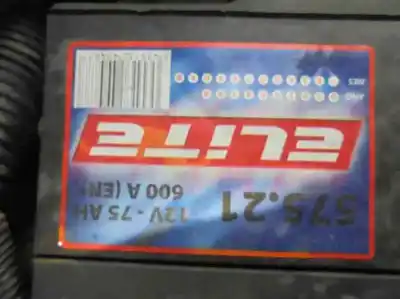 575.21
12V - 75 AH
600 A (EN)
ELITE